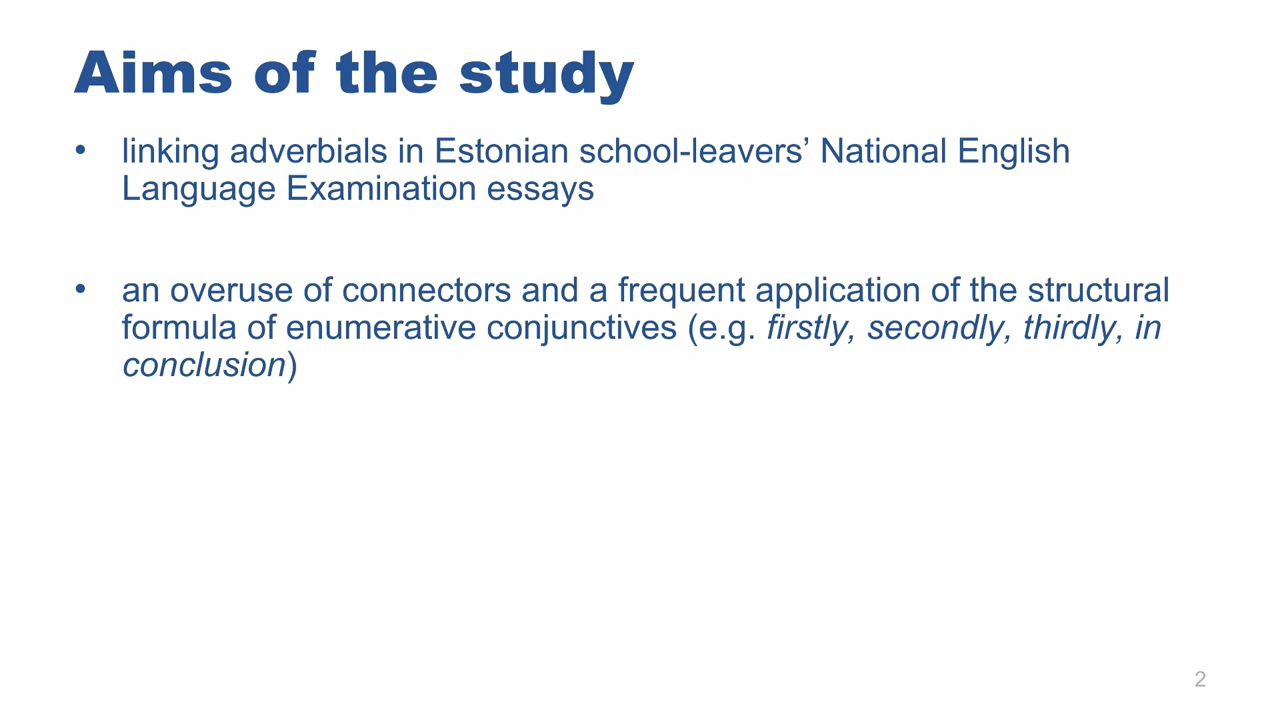 Aims of the study
• linking adverbials in Estonian school-leavers’ National English
Language Examination essays
• an overuse of connectors and a frequent application of the structural
formula of enumerative conjunctives (e.g. firstly, secondly, thirdly, in
conclusion)
2